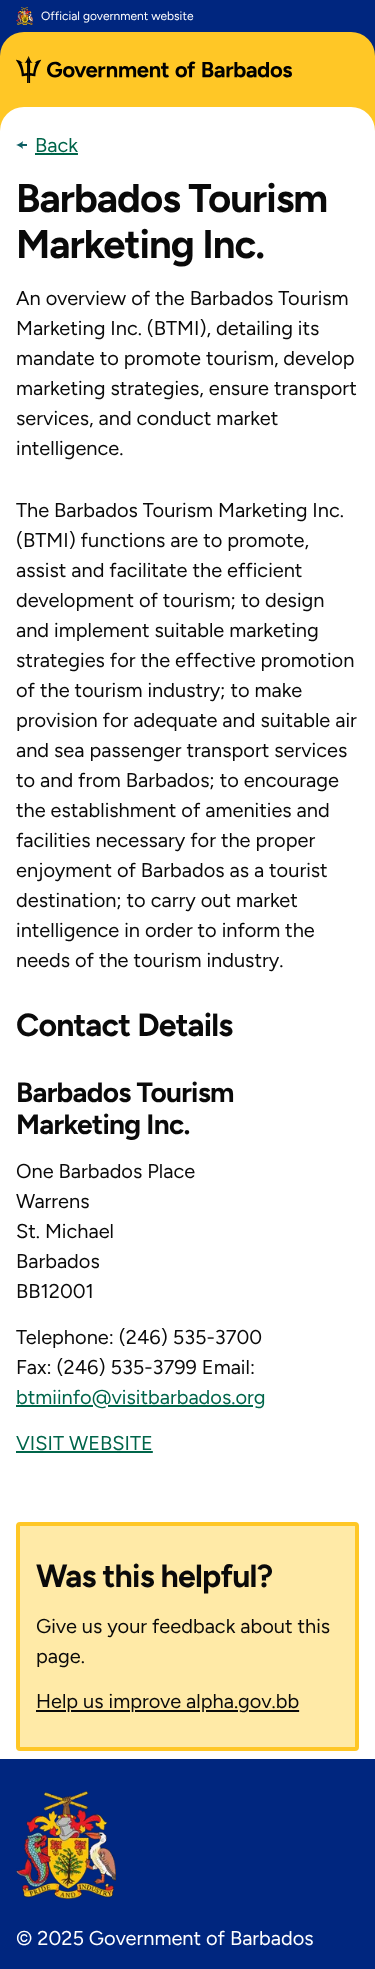 Official government website
Government of Barbados
← Back
Barbados Tourism
Marketing Inc.
An overview of the Barbados Tourism
Marketing Inc. (BTMI), detailing its
mandate to promote tourism, develop
marketing strategies, ensure transport
services, and conduct market
intelligence.
The Barbados Tourism Marketing Inc.
(BTMI) functions are to promote,
assist and facilitate the efficient
development of tourism; to design
and implement suitable marketing
strategies for the effective promotion
of the tourism industry; to make
provision for adequate and suitable air
and sea passenger transport services
to and from Barbados; to encourage
the establishment of amenities and
facilities necessary for the proper
enjoyment of Barbados as a tourist
destination; to carry out market
intelligence in order to inform the
needs of the tourism industry.
Contact Details
Barbados Tourism
Marketing Inc.
One Barbados Place
Warrens
St. Michael
Barbados
BB12001
Telephone: (246) 535-3700
Fax: (246) 535-3799 Email:
btmiinfo@visitbarbados.org
VISIT WEBSITE
Was this helpful?
Give us your feedback about this
page.
Help us improve alpha.gov.bb
PRIDE AND INDUSTRY
© 2025 Government of Barbados